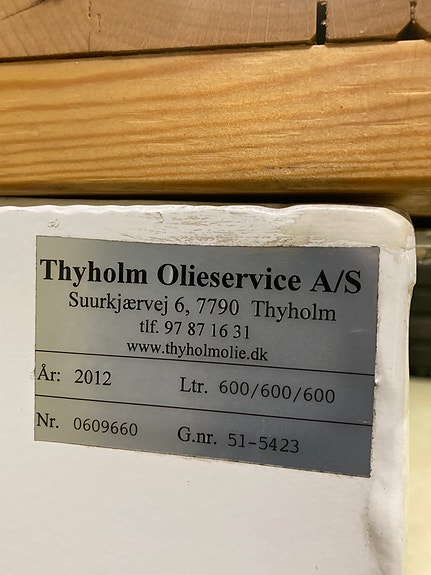 Thyholm Olieservice A/S
Suurkjærvej 6, 7790 Thyholm
tlf. 97 87 16 31
www.thyholmolie.dk
År: 2012 Ltr. 600/600/600
Nr. 0609660 G.nr. 51-5423